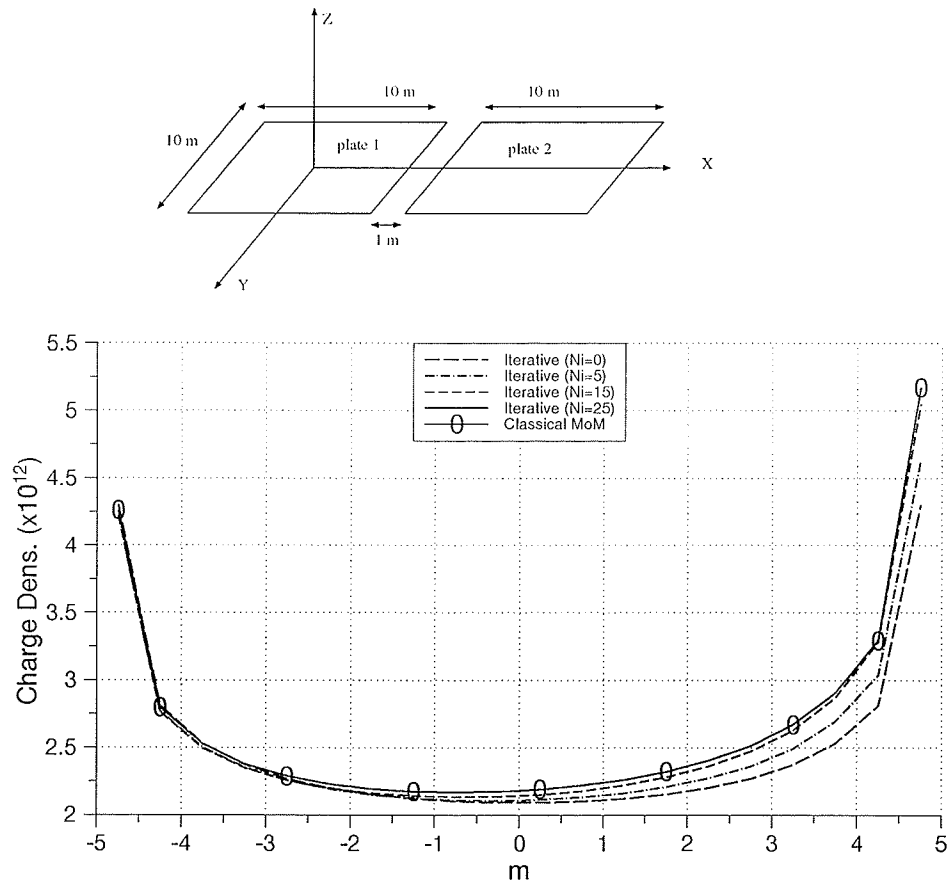 Z
10 m
10 m
10 m
plate 1
plate 2
X
1 m
Y
5.5
5
4.5
4
3.5
3
2.5
2
Charge Dens. (x10^12)
Iterative (Ni=0)
Iterative (Ni=5)
Iterative (Ni=15)
Iterative (Ni=25)
Classical MoM
-5
-4
-3
-2
-1
0
1
2
3
4
5
m